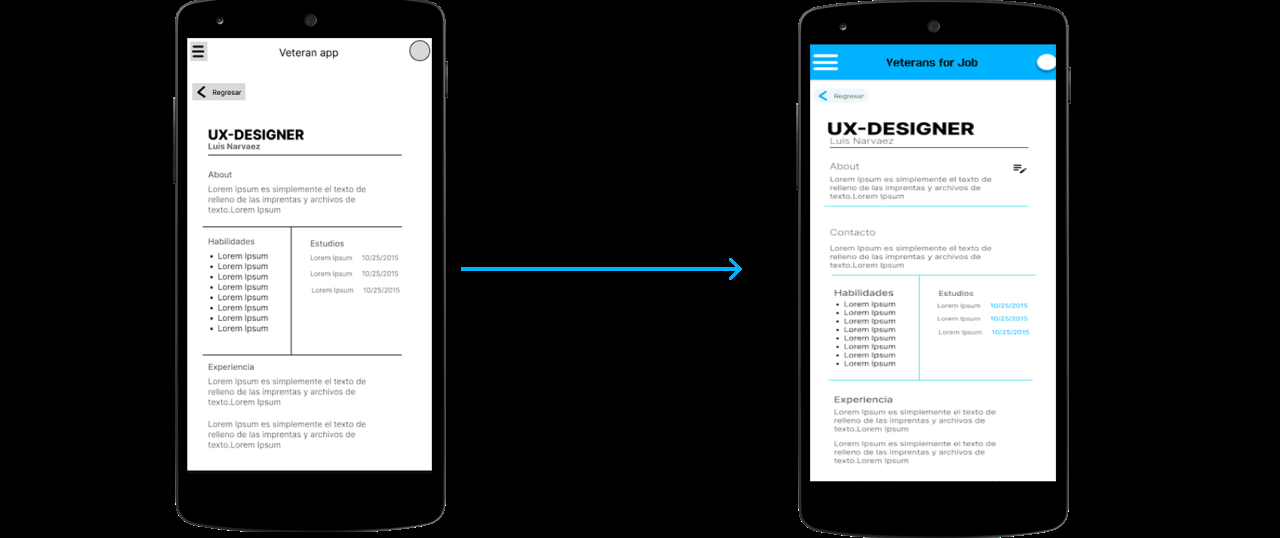 Veteran app
Regresar
UX-DESIGNER
Luis Narvaez
About
Lorem Ipsum es simplemente el texto de
relleno de las imprentas y archivos de
texto.Lorem Ipsum
Habilidades
• Lorem Ipsum
• Lorem Ipsum
• Lorem Ipsum
• Lorem Ipsum
• Lorem Ipsum
• Lorem Ipsum
• Lorem Ipsum
• Lorem Ipsum
Estudios
Lorem Ipsum 10/25/2015
Lorem Ipsum 10/25/2015
Lorem Ipsum 10/25/2015
Experiencia
Lorem Ipsum es simplemente el texto de
relleno de las imprentas y archivos de
texto.Lorem Ipsum
Lorem Ipsum es simplemente el texto de
relleno de las imprentas y archivos de
texto.Lorem Ipsum
Veterans for Job
Regresar
UX-DESIGNER
Luis Narvaez
About
Lorem Ipsum es simplemente el texto de
relleno de las imprentas y archivos de
texto.Lorem Ipsum
Contacto
Lorem Ipsum es simplemente el texto de
relleno de las imprentas y archivos de
texto.Lorem Ipsum
Habilidades
• Lorem Ipsum
• Lorem Ipsum
• Lorem Ipsum
• Lorem Ipsum
• Lorem Ipsum
• Lorem Ipsum
• Lorem Ipsum
• Lorem Ipsum
Estudios
Lorem Ipsum 10/25/2015
Lorem Ipsum 10/25/2015
Lorem Ipsum 10/25/2015
Experiencia
Lorem Ipsum es simplemente el texto de
relleno de las imprentas y archivos de
texto.Lorem Ipsum
Lorem Ipsum es simplemente el texto de
relleno de las imprentas y archivos de
texto.Lorem Ipsum